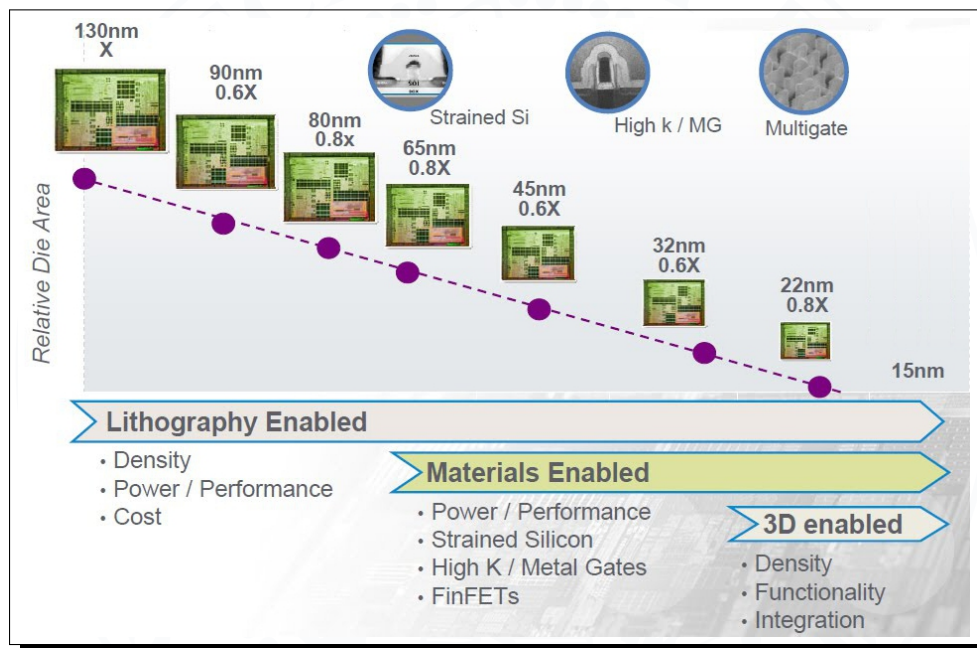 130nm
X
90nm
0.6X
80nm
0.8x
65nm
0.8X
45nm
0.6X
32nm
0.6X
22nm
0.8X
15nm
Strained Si
High k / MG
Multigate
Relative Die Area
Lithography Enabled
• Density
• Power / Performance
• Cost
Materials Enabled
• Power / Performance
• Strained Silicon
• High K / Metal Gates
• FinFETs
3D enabled
• Density
• Functionality
• Integration